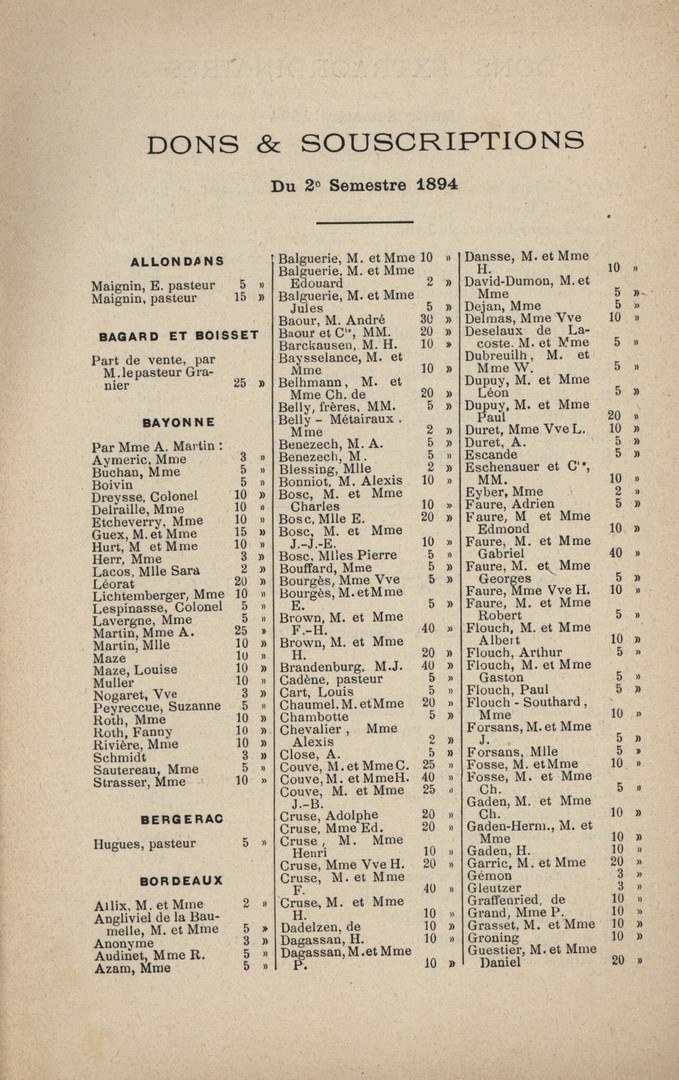 DONS & SOUSCRIPTIONS
Du 2e Semestre 1894
ALLONDANS
Maignin, E. pasteur 5 »
Maignin, pasteur 15 »
BAGARD ET BOISSET
Part de vente, par
M. le pasteur Gra-
nier 25 »
BAYONNE
Par Mme A. Martin :
Aymeric, Mme 3 »
Buchan, Mme 5 »
Boivin 5 »
Dreysse, Colonel 10 »
Delraille, Mme 10 »
Etcheverry, Mme 10 »
Guex, M. et Mme 15 »
Hurt, M et Mme 10 »
Herr, Mme 3 »
Lacos, Mlle Sara 2 »
Léorat 20 »
Lichtemberger, Mme 10 »
Lespinasse, Colonel 5 »
Lavergne, Mme 5 »
Martin, Mme A. 25 »
Martin, Mlle 10 »
Maze 10 »
Maze, Louise 10 »
Muller 10 »
Nogaret, Vve 3 »
Peyreccue, Suzanne 5 »
Roth, Mme 10 »
Roth, Fanny 10 »
Rivière, Mme 10 »
Schmidt 3 »
Sautereau, Mme 5 »
Strasser, Mme 10 »
BERGERAC
Hugues, pasteur 5 »
BORDEAUX
Allix, M. et Mme 2 »
Angliviel de la Bau-
melle, M. et Mme 5 »
Anonyme 3 »
Audinet, Mme R. 5 »
Azam, Mme 5 »
Balguerie, M. et Mme 10 »
Balguerie, M. et Mme
Edouard 2 »
Balguerie, M. et Mme
Jules 5 »
Baour, M. André 30 »
Baour et Cie, MM. 20 »
Barckausen, M. H. 10 »
Baysselance, M. et
Mme 10 »
Belhmann, M. et
Mme Ch. de 20 »
Belly, frères, MM. 5 »
Belly - Métairaux .
Mme 2 »
Benezech, M. A. 5 »
Benezech, M. 5 »
Blessing, Mlle 2 »
Bonniot, M. Alexis 10 »
Bosc, M. et Mme
Charles 10 »
Bosc, Mlle E. 20 »
Bosc, M. et Mme
J.-J.-E. 10 »
Bosc, Mlles Pierre 5 »
Bouffard, Mme 5 »
Bourgès, Mme Vve 5 »
Bourgès, M. et Mme
E. 5 »
Brown, M. et Mme
F.-H. 40 »
Brown, M. et Mme
H. 20 »
Brandenburg, M.J. 40 »
Cadène, pasteur 5 »
Cart, Louis 5 »
Chaumel, M. et Mme 20 »
Chambotte 5 »
Chevalier, Mme
Alexis 2 »
Close, A. 5 »
Couve, M. et Mme C. 25 »
Couve, M. et Mme H. 40 »
Couve, M. et Mme 25 »
J.-B.
Cruse, Adolphe 20 »
Cruse, Mme Ed. 20 »
Cruse, M. Mme
Henri 10 »
Cruse, Mme Vve H. 20 »
Cruse, M. et Mme
F. 40 »
Cruse, M. et Mme
H. 10 »
Dadelzen, de 10 »
Dagassan, H. 10 »
Dagassan, M. et Mme
P. 10 »
Dansse, M. et Mme
H. 10 »
David-Dumon, M. et
Mme 5 »
Dejan, Mme 5 »
Delmas, Mme Vve 10 »
Deselaux de La-
coste. M. et Mme 5 »
Dubreuilh, M. et
Mme W. 5 »
Dupuy, M. et Mme
Léon 5 »
Dupuy, M. et Mme
Paul 20 »
Duret, Mme Vve L. 10 »
Duret, A. 5 »
Escande 5 »
Eschenauer et Cie,
MM. 10 »
Eyber, Mme 2 »
Faure, Adrien 5 »
Faure, M et Mme
Edmond 10 »
Faure, M. et Mme
Gabriel 40 »
Faure, M. et Mme
Georges 5 »
Faure, Mme Vve H. 10 »
Faure, M. et Mme
Robert 5 »
Flouch, M. et Mme
Albert 10 »
Flouch, Arthur 5 »
Flouch, M. et Mme
Gaston 5 »
Flouch, Paul 5 »
Flouch - Southard,
Mme 10 »
Forsans, M. et Mme
J. 5 »
Forsans, Mlle 5 »
Fosse, M. et Mme 10 »
Fosse, M. et Mme
Ch. 5 »
Gaden, M. et Mme
Ch. 10 »
Gaden-Herm., M. et
Mme 10 »
Gaden, H. 10 »
Garric, M. et Mme 20 »
Gémon 3 »
Gleutzer 3 »
Graffenried, de 10 »
Grand, Mme P. 10 »
Grasset, M. et Mme 10 »
Groning 10 »
Guestier, M. et Mme
Daniel 20 »